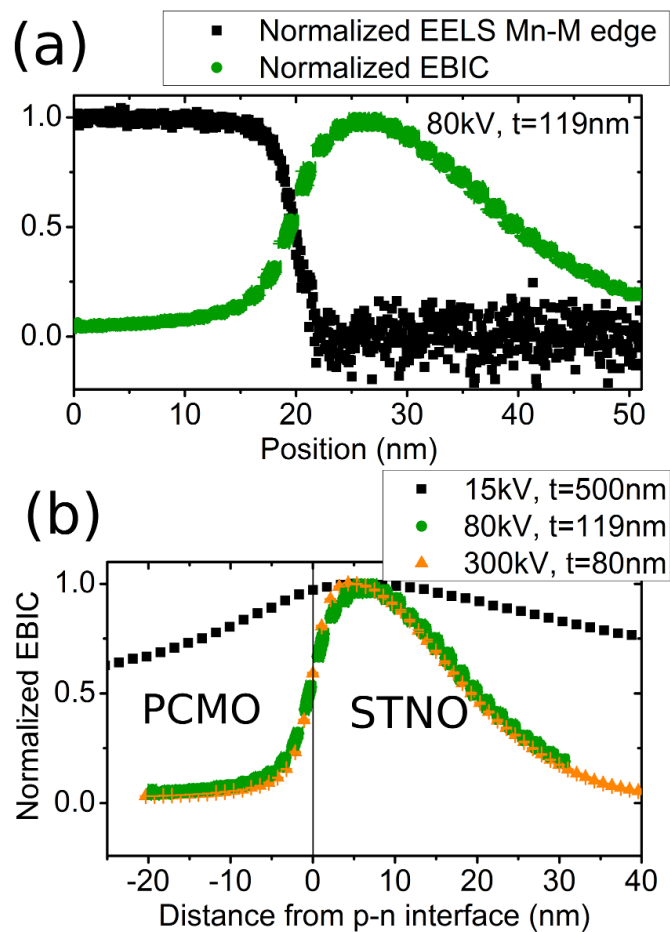 (a)
Normalized EELS Mn-M edge
Normalized EBIC
80kV, t=119nm
1.0
0.5
0.0
0 10 20 30 40 50
Position (nm)
(b)
15kV, t=500nm
80kV, t=119nm
300kV, t=80nm
1.0
0.5
0.0
Normalized EBIC
PCMO STNO
-20 -10 0 10 20 30 40
Distance from p-n interface (nm)